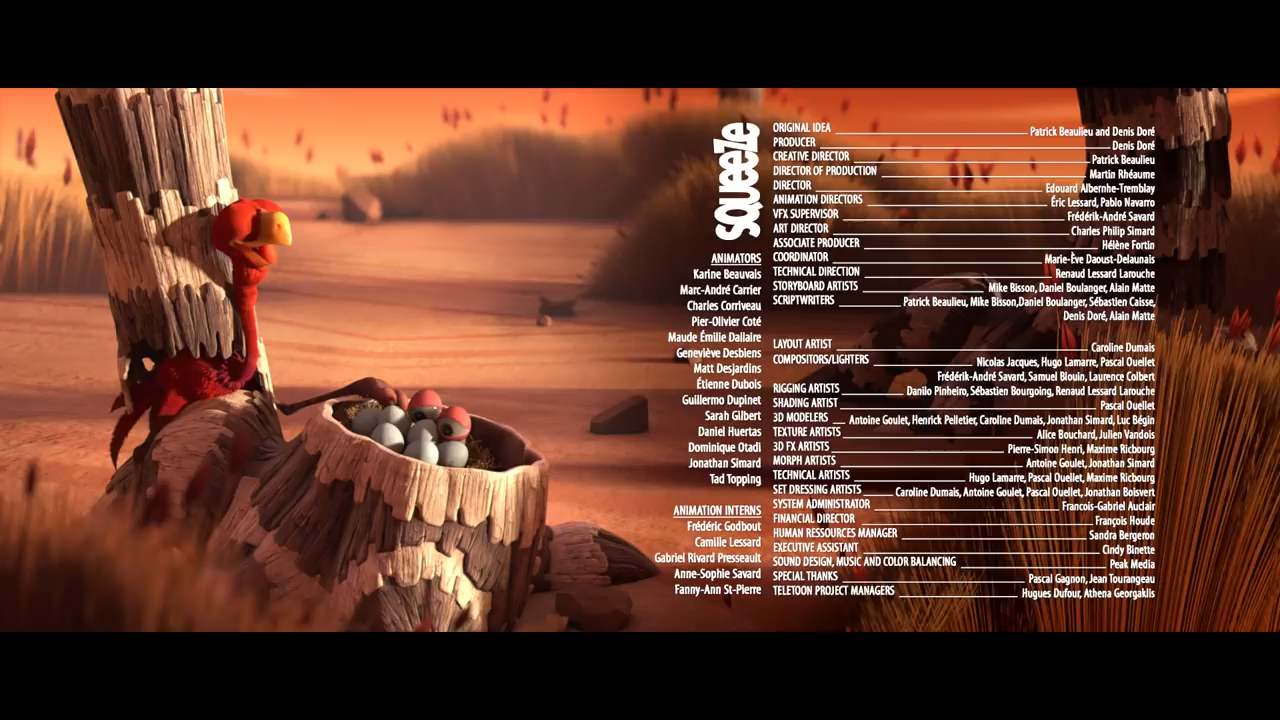 squeeze
ANIMATORS
Karine Beauvais
Marc-André Carrier
Charles Corriveau
Pier-Olivier Coté
Maude Émilie Dallaire
Geneviève Desbiens
Matt Desjardins
Étienne Dubois
Guillermo Dupinet
Sarah Gilbert
Daniel Huertas
Dominique Otadi
Jonathan Simard
Tad Topping
ANIMATION INTERNS
Frédéric Godbout
Camille Lessard
Gabriel Rivard Presseault
Anne-Sophie Savard
Fanny-Ann St-Pierre
ORIGINAL IDEA Patrick Beaulieu and Denis Doré
PRODUCER Denis Doré
CREATIVE DIRECTOR Patrick Beaulieu
DIRECTOR OF PRODUCTION Martin Rhéaume
DIRECTOR Edouard Albernhe-Tremblay
ANIMATION DIRECTORS Éric Lessard, Pablo Navarro
VFX SUPERVISOR Frédérik-André Savard
ART DIRECTOR Charles Philip Simard
ASSOCIATE PRODUCER Hélène Fortin
COORDINATOR Marie-Ève Daoust-Delaunais
TECHNICAL DIRECTION Renaud Lessard Larouche
STORYBOARD ARTISTS Mike Bisson, Daniel Boulanger, Alain Matte
SCRIPTWRITERS Patrick Beaulieu, Mike Bisson,Daniel Boulanger, Sébastien Caisse,
Denis Doré, Alain Matte
LAYOUT ARTIST Caroline Dumais
COMPOSITORS/LIGHTERS Nicolas Jacques, Hugo Lamarre, Pascal Ouellet
Frédérik-André Savard, Samuel Blouin, Laurence Colbert
RIGGING ARTISTS Danilo Pinheiro, Sébastien Bourgoing, Renaud Lessard Larouche
SHADING ARTIST Pascal Ouellet
3D MODELERS Antoine Goulet, Henrick Pelletier, Caroline Dumais, Jonathan Simard, Luc Bégin
TEXTURE ARTISTS Alice Bouchard, Julien Vandois
3D FX ARTISTS Pierre-Simon Henri, Maxime Ricbourg
MORPH ARTISTS Antoine Goulet, Jonathan Simard
TECHNICAL ARTISTS Hugo Lamarre, Pascal Ouellet, Maxime Ricbourg
SET DRESSING ARTISTS Caroline Dumais, Antoine Goulet, Pascal Ouellet, Jonathan Boisvert
SYSTEM ADMINISTRATOR Francois-Gabriel Auclair
FINANCIAL DIRECTOR François Houde
HUMAN RESSOURCES MANAGER Sandra Bergeron
EXECUTIVE ASSISTANT Cindy Binette
SOUND DESIGN, MUSIC AND COLOR BALANCING Peak Media
SPECIAL THANKS Pascal Gagnon, Jean Tourangeau
TELETOON PROJECT MANAGERS Hugues Dufour, Athena Georgaklis